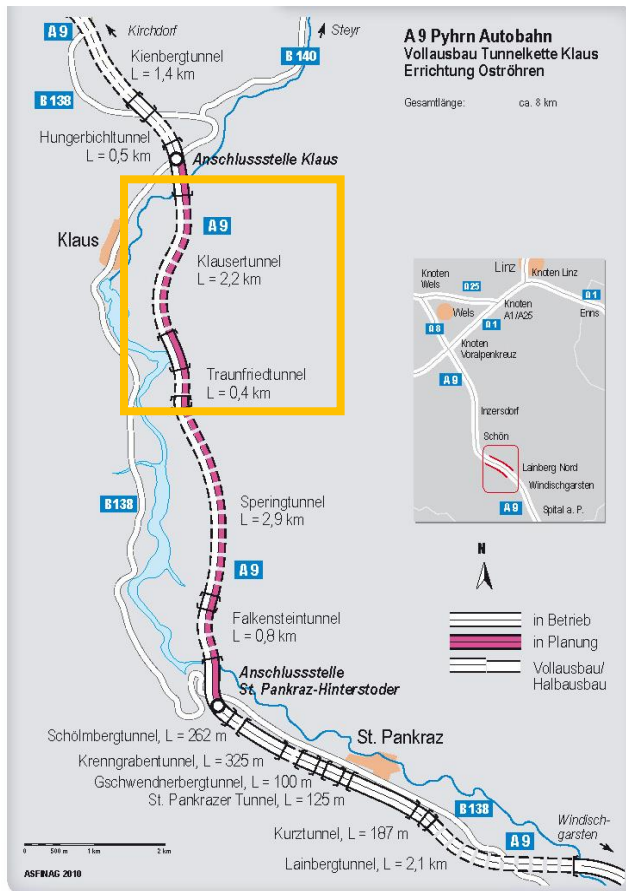 A 9 Pyhrn Autobahn
Vollausbau Tunnelkette Klaus
Errichtung Oströhren
Gesamtlänge: ca. 8 km
A 9
Kirchdorf
Steyr
Kienbergtunnel
L = 1,4 km
B 140
B 138
Hungerbichltunnel
L = 0,5 km
Anschlussstelle Klaus
A 9
Klaus
Klausertunnel
L = 2,2 km
Traunfriedtunnel
L = 0,4 km
B138
Speringtunnel
L = 2,9 km
A 9
Falkensteintunnel
L = 0,8 km
Anschlussstelle
St. Pankraz-Hinterstoder
Schölmbergtunnel, L = 262 m
St. Pankraz
Krenngrabentunnel, L = 325 m
Gschwendnerbergtunnel, L = 100 m
St. Pankrazer Tunnel, L = 125 m
B138
Kurztunnel, L = 187 m
Windisch-
garsten
A 9
Lainbergtunnel, L = 2,1 km
0 500 m 1 km 2 km
ASFINAG 2010
Linz
Knoten
Wels
Knoten Linz
A25
A 1
Wels
Knoten
A1/A25
Enns
A 8
A 1
Knoten
Voralpenkreuz
A 9
Inzersdorf
Schön
Lainberg Nord
Windischgarsten
A 9
Spital a. P.
N
in Betrieb
in Planung
Vollausbau/
Halbausbau